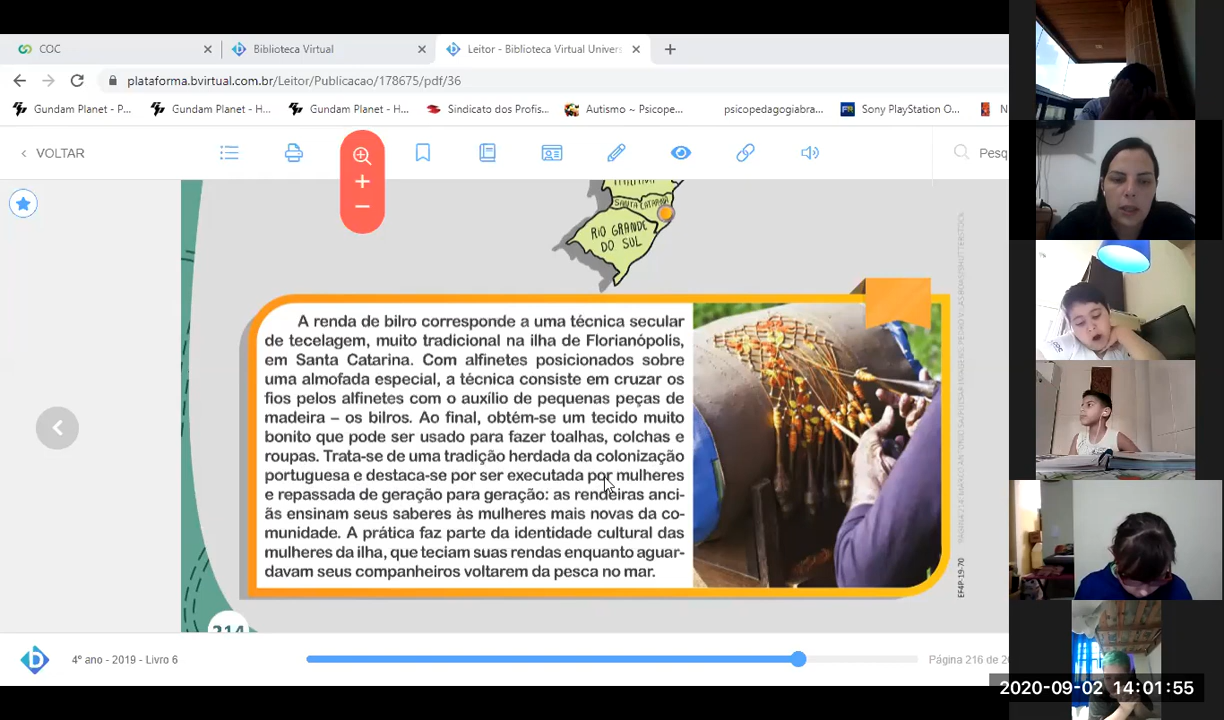 COC
Biblioteca Virtual
Leitor - Biblioteca Virtual Univers
plataforma.bvirtual.com.br/Leitor/Publicacao/178675/pdf/36
Gundam Planet - P...
Gundam Planet - H...
Gundam Planet - H...
Sindicato dos Profis...
Autismo ~ Psicope...
psicopedagogiabra...
Sony PlayStation O...
N
VOLTAR
Pesq
SANTA CATARINA
RIO GRANDE
DO SUL
A renda de bilro corresponde a uma técnica secular
de tecelagem, muito tradicional na ilha de Florianópolis,
em Santa Catarina. Com alfinetes posicionados sobre
uma almofada especial, a técnica consiste em cruzar os
fios pelos alfinetes com o auxílio de pequenas peças de
madeira – os bilros. Ao final, obtém-se um tecido muito
bonito que pode ser usado para fazer toalhas, colchas e
roupas. Trata-se de uma tradição herdada da colonização
portuguesa e destaca-se por ser executada por mulheres
e repassada de geração para geração: as rendeiras anci-
ãs ensinam seus saberes às mulheres mais novas da co-
munidade. A prática faz parte da identidade cultural das
mulheres da ilha, que teciam suas rendas enquanto aguar-
davam seus companheiros voltarem da pesca no mar.
EF4P-19-70
214
4º ano - 2019 - Livro 6
Página 216 de
2020-09-02 14:01:55